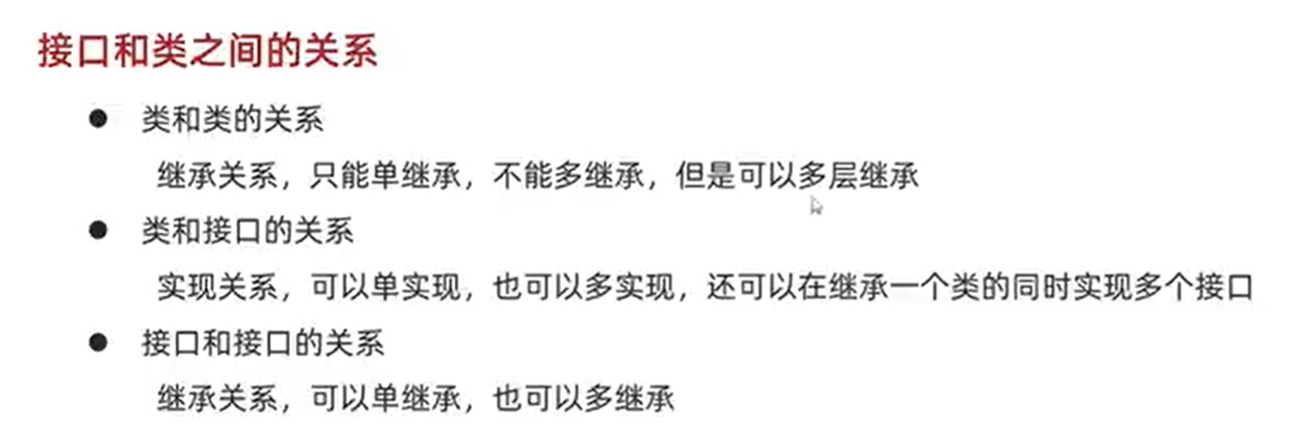 接口和类之间的关系
● 类和类的关系
继承关系，只能单继承，不能多继承，但是可以多层继承
● 类和接口的关系
实现关系，可以单实现，也可以多实现，还可以在继承一个类的同时实现多个接口
● 接口和接口的关系
继承关系，可以单继承，也可以多继承